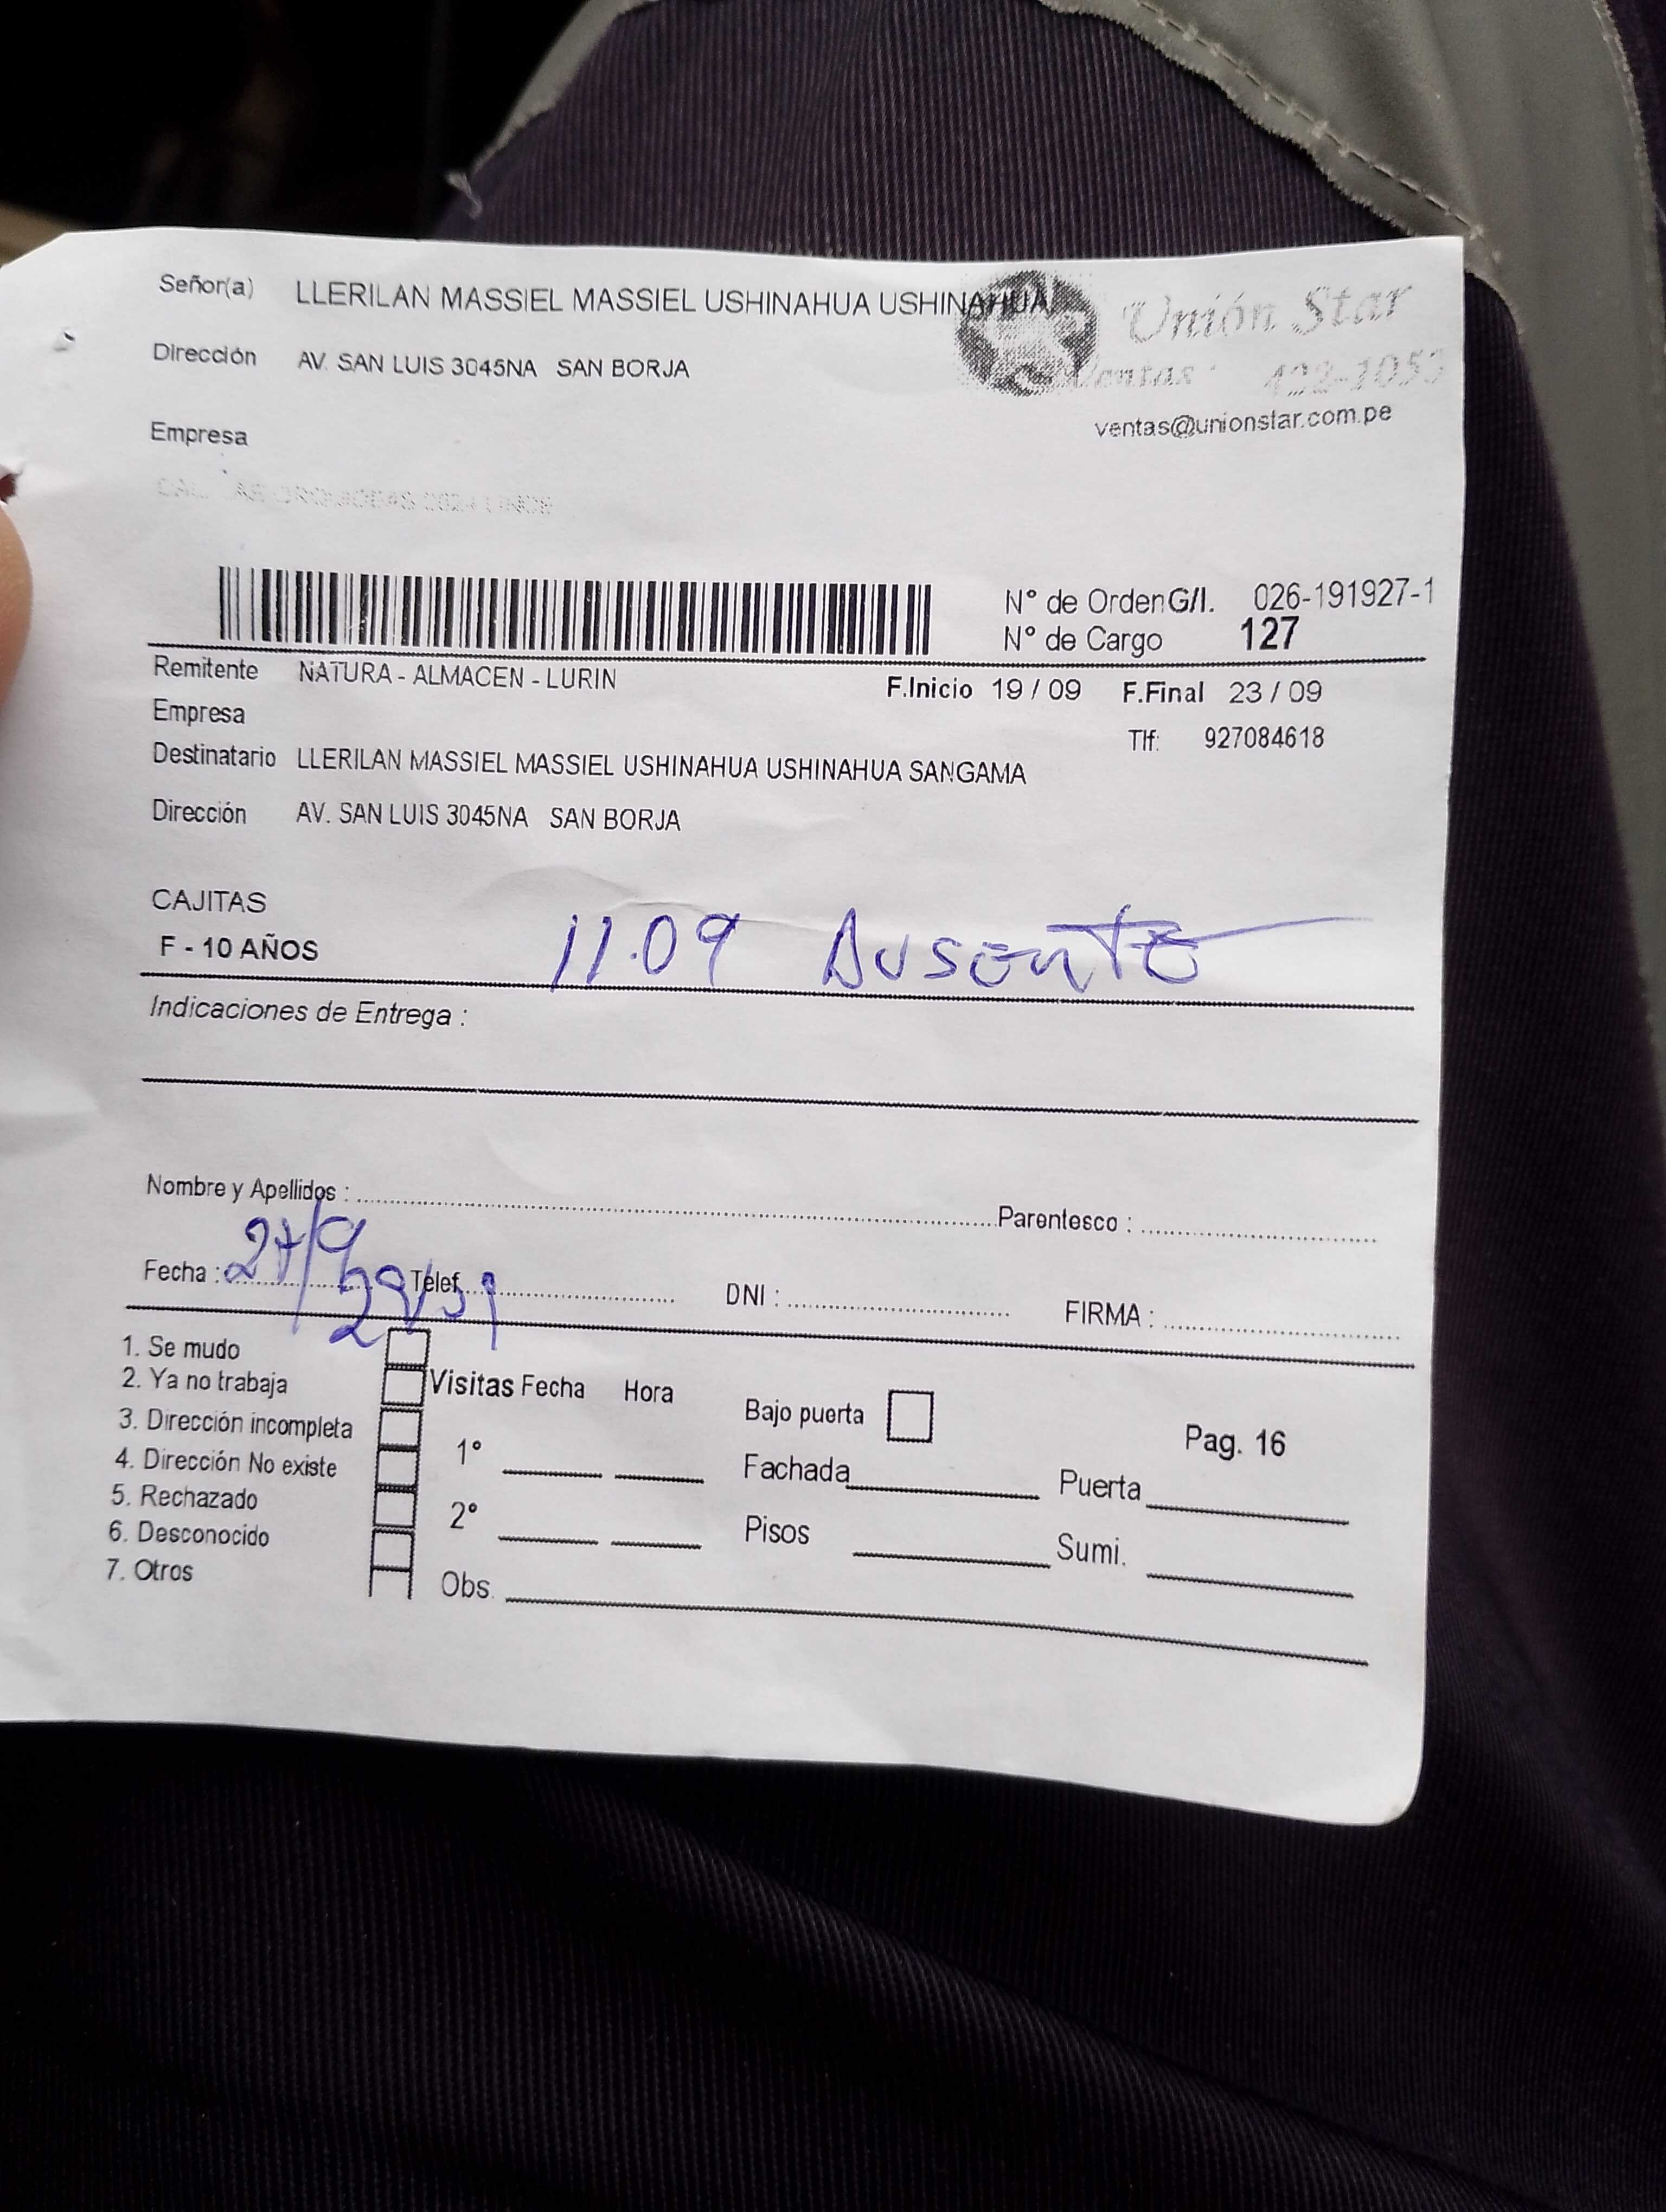 Señor(a) LLERILAN MASSIEL MASSIEL USHINAHUA USHINAHUA
Unión Star
Dirección AV. SAN LUIS 3045NA SAN BORJA
Ventas: 422-1053
ventas@unionstar.com.pe
Empresa
N° de Orden G/I. 026-191927-1
N° de Cargo 127
Remitente NATURA - ALMACEN - LURIN
F.Inicio 19 / 09 F.Final 23 / 09
Empresa
Tlf: 927084618
Destinatario LLERILAN MASSIEL MASSIEL USHINAHUA USHINAHUA SANGAMA
Dirección AV. SAN LUIS 3045NA SAN BORJA
CAJITAS
11.09 Ausente
F - 10 AÑOS
Indicaciones de Entrega :
Nombre y Apellidos : Parentesco :
Fecha : 27/9 Telef. DNI : FIRMA :
1. Se mudo
2. Ya no trabaja
3. Dirección incompleta
4. Dirección No existe
5. Rechazado
6. Desconocido
7. Otros
Visitas Fecha Hora
1°
2°
Obs.
Bajo puerta
Fachada
Pisos
Pag. 16
Puerta
Sumi.